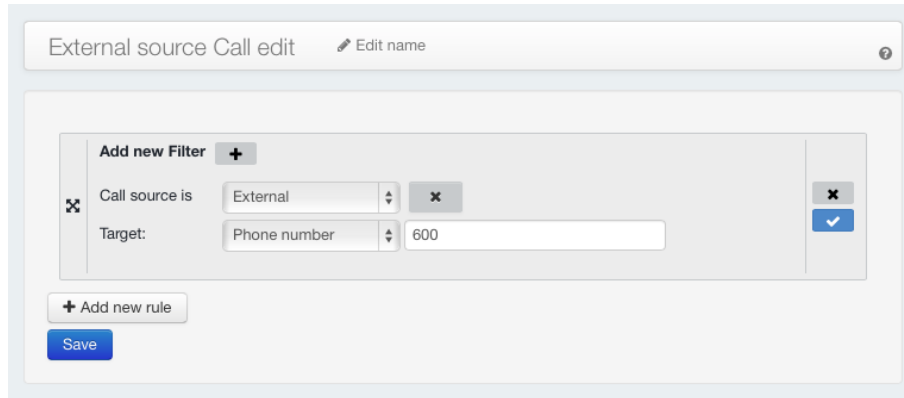 External source Call edit Edit name
Add new Filter
Call source is External
Target: Phone number 600
Add new rule
Save